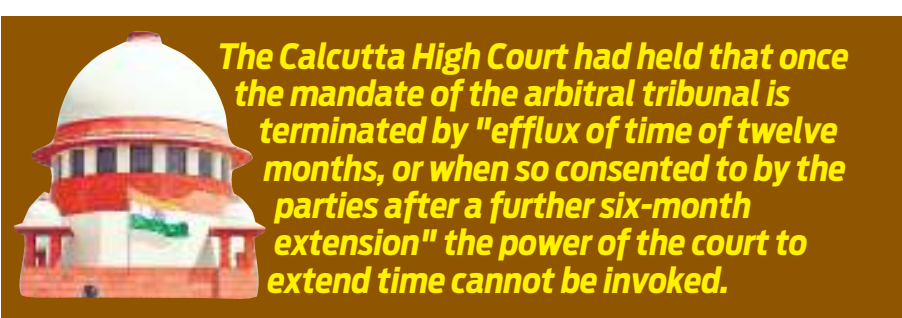 The Calcutta High Court had held that once
the mandate of the arbitral tribunal is
terminated by "efflux of time of twelve
months, or when so consented to by the
parties after a further six-month
extension" the power of the court to
extend time cannot be invoked.